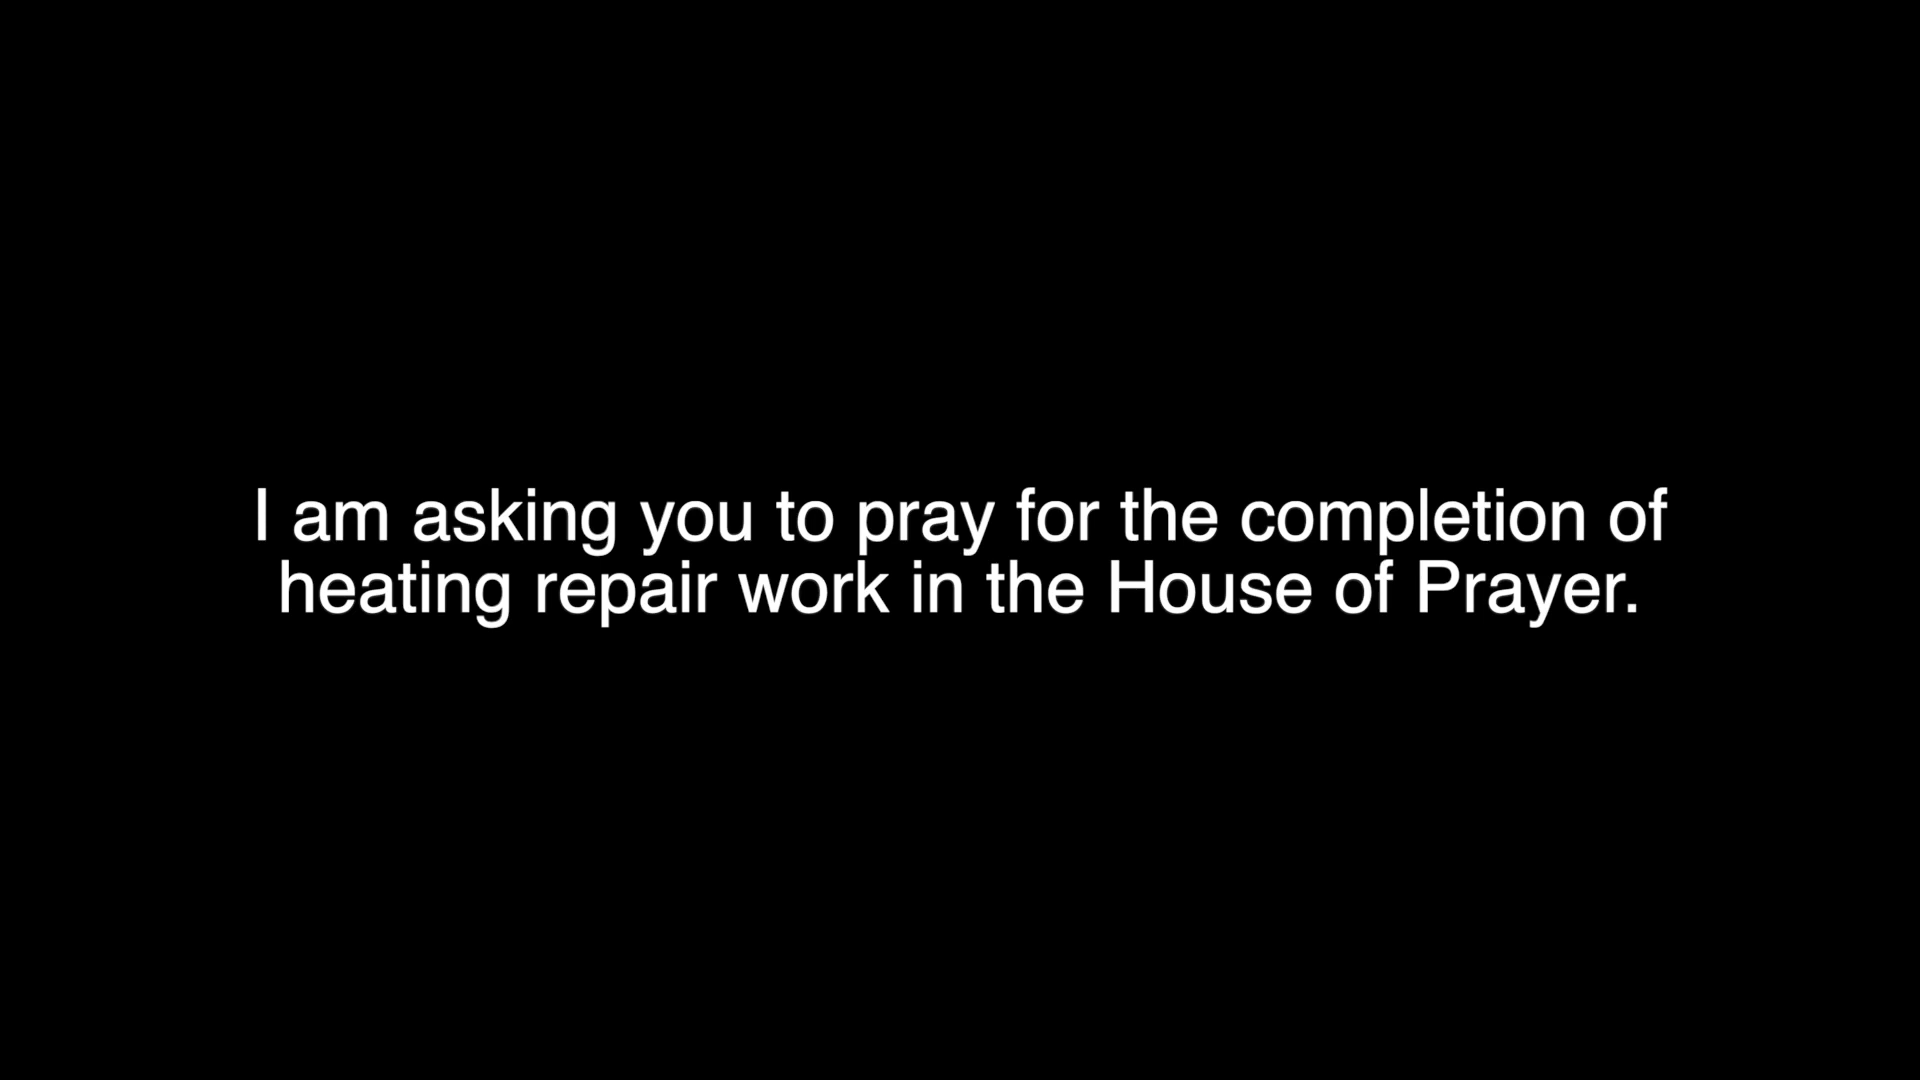 I am asking you to pray for the completion of
heating repair work in the House of Prayer.